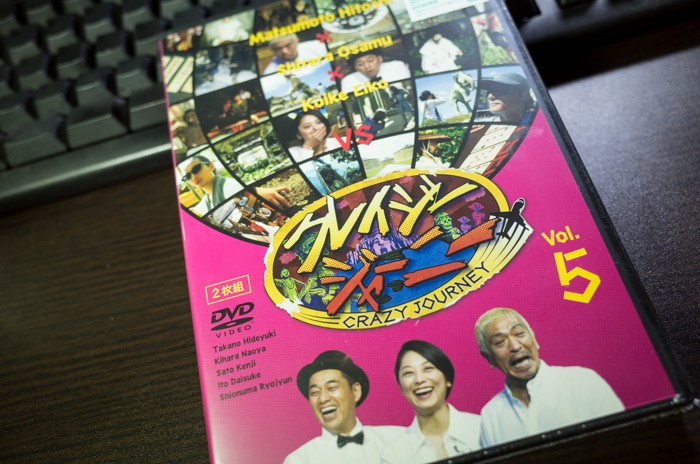 Matsumoto Hitoshi
×
Shitara Osamu
×
Koike Eiko
VS
クレイジー
ジャーニー
CRAZY JOURNEY
Vol.
5
2枚組
DVD
VIDEO
Takano Hideyuki
Kihara Naoya
Sato Kenji
Ito Daisuke
Shionuma Ryojyun